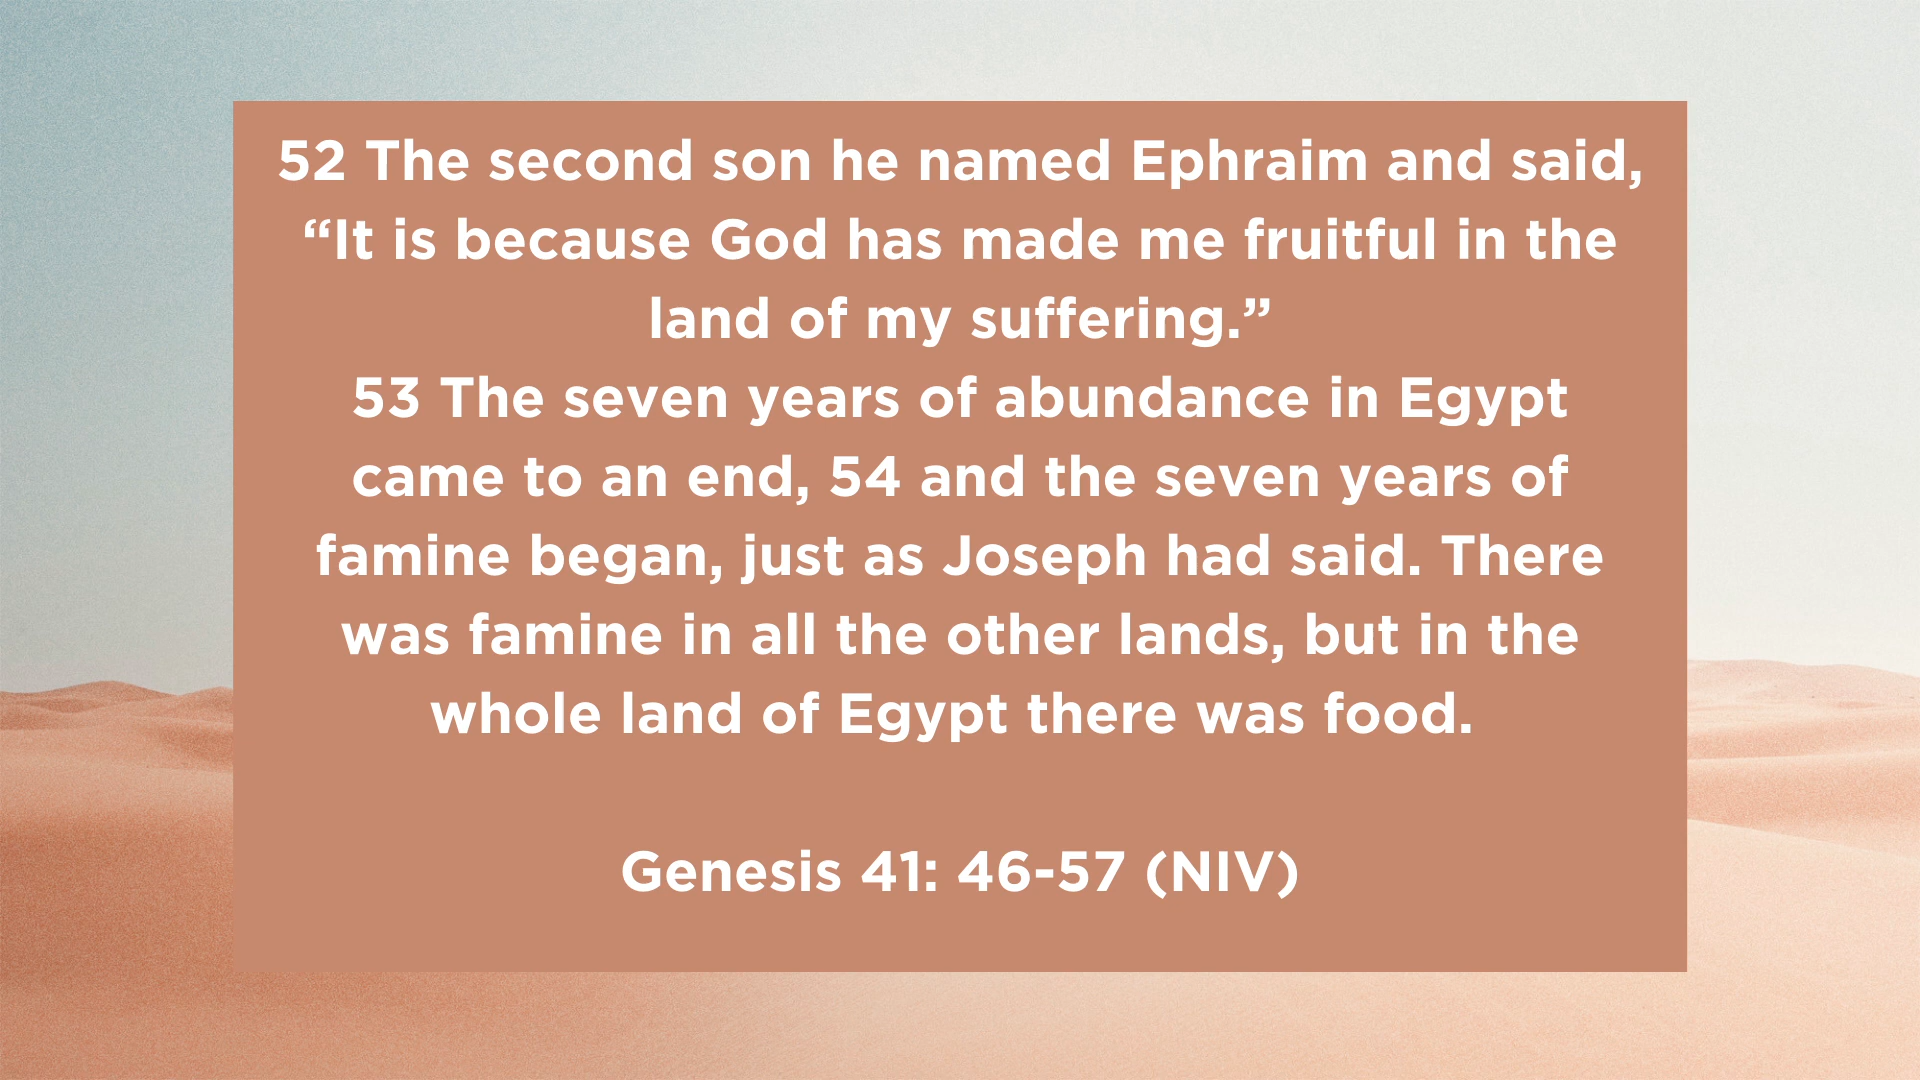 52 The second son he named Ephraim and said,
“It is because God has made me fruitful in the
land of my suffering.”
53 The seven years of abundance in Egypt
came to an end, 54 and the seven years of
famine began, just as Joseph had said. There
was famine in all the other lands, but in the
whole land of Egypt there was food.
Genesis 41: 46-57 (NIV)